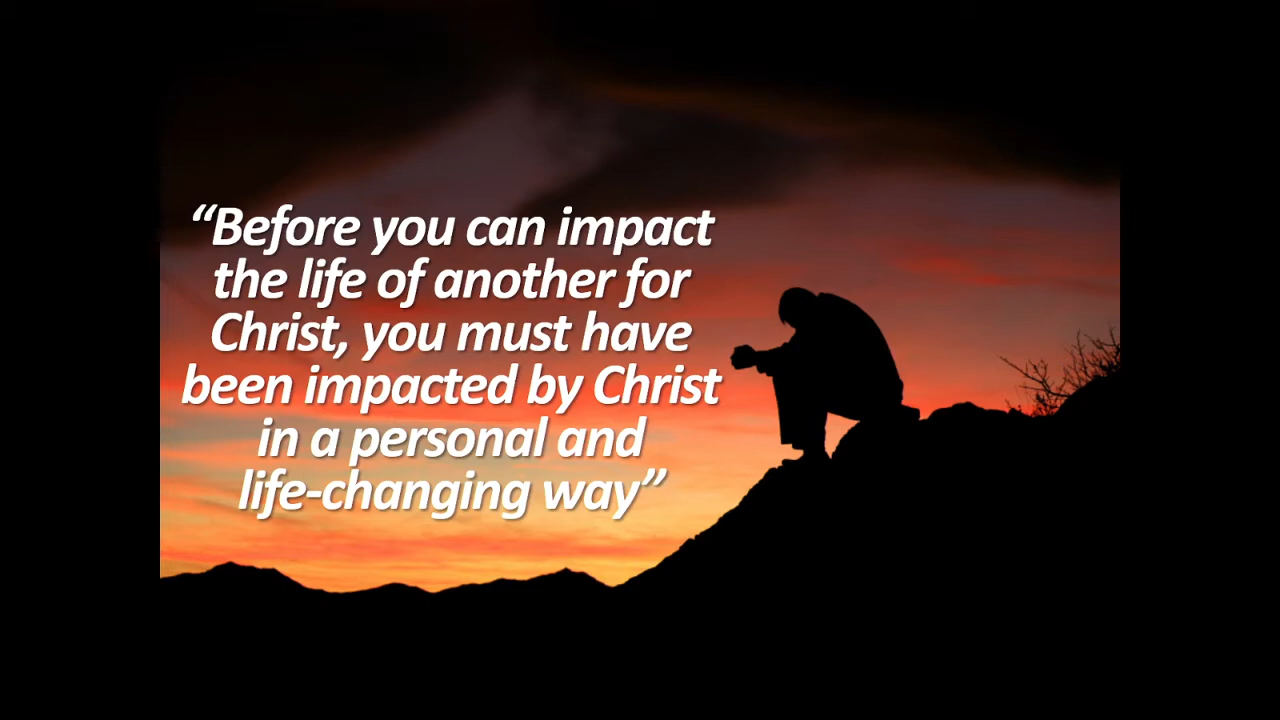 “Before you can impact
the life of another for
Christ, you must have
been impacted by Christ
in a personal and
life-changing way”